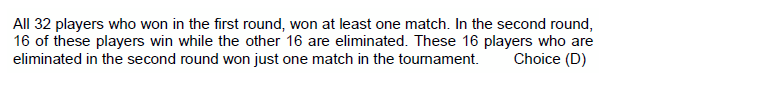 All 32 players who won in the first round, won at least one match. In the second round,
16 of these players win while the other 16 are eliminated. These 16 players who are
eliminated in the second round won just one match in the tournament. Choice (D)